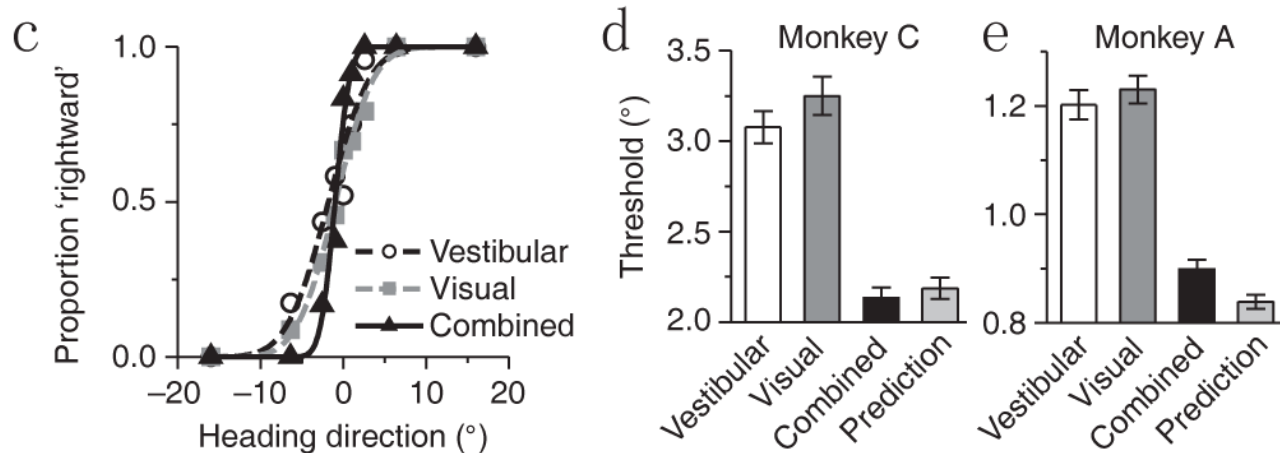 c
Proportion 'rightward'
1.0
0.5
0.0
–20
–10
0
10
20
Heading direction (°)
Vestibular
Visual
Combined
d
Monkey C
Threshold (°)
3.5
3.0
2.5
2.0
Vestibular
Visual
Combined
Prediction
e
Monkey A
1.2
1.0
0.8
Vestibular
Visual
Combined
Prediction